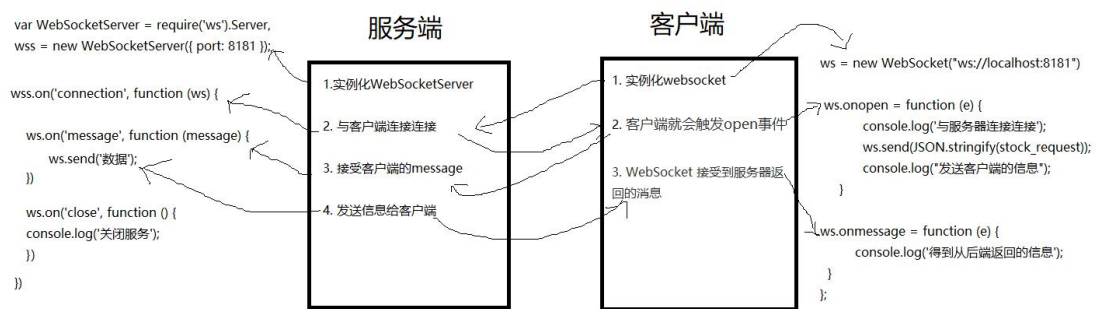 服务端
客户端
var WebSocketServer = require('ws').Server,
wss = new WebSocketServer({ port: 8181 });
wss.on('connection', function (ws) {
ws.on('message', function (message) {
ws.send('数据');
})
ws.on('close', function () {
console.log('关闭服务');
})
})
1.实例化WebSocketServer
2. 与客户端连接连接
3. 接受客户端的message
4. 发送信息给客户端
1. 实例化websocket
2. 客户端就会触发open事件
3. WebSocket 接受到服务器返
回的消息
ws = new WebSocket("ws://localhost:8181")
ws.onopen = function (e) {
console.log('与服务器连接连接');
ws.send(JSON.stringify(stock_request));
console.log("发送客户端的信息");
}
ws.onmessage = function (e) {
console.log('得到从后端返回的信息');
}
};